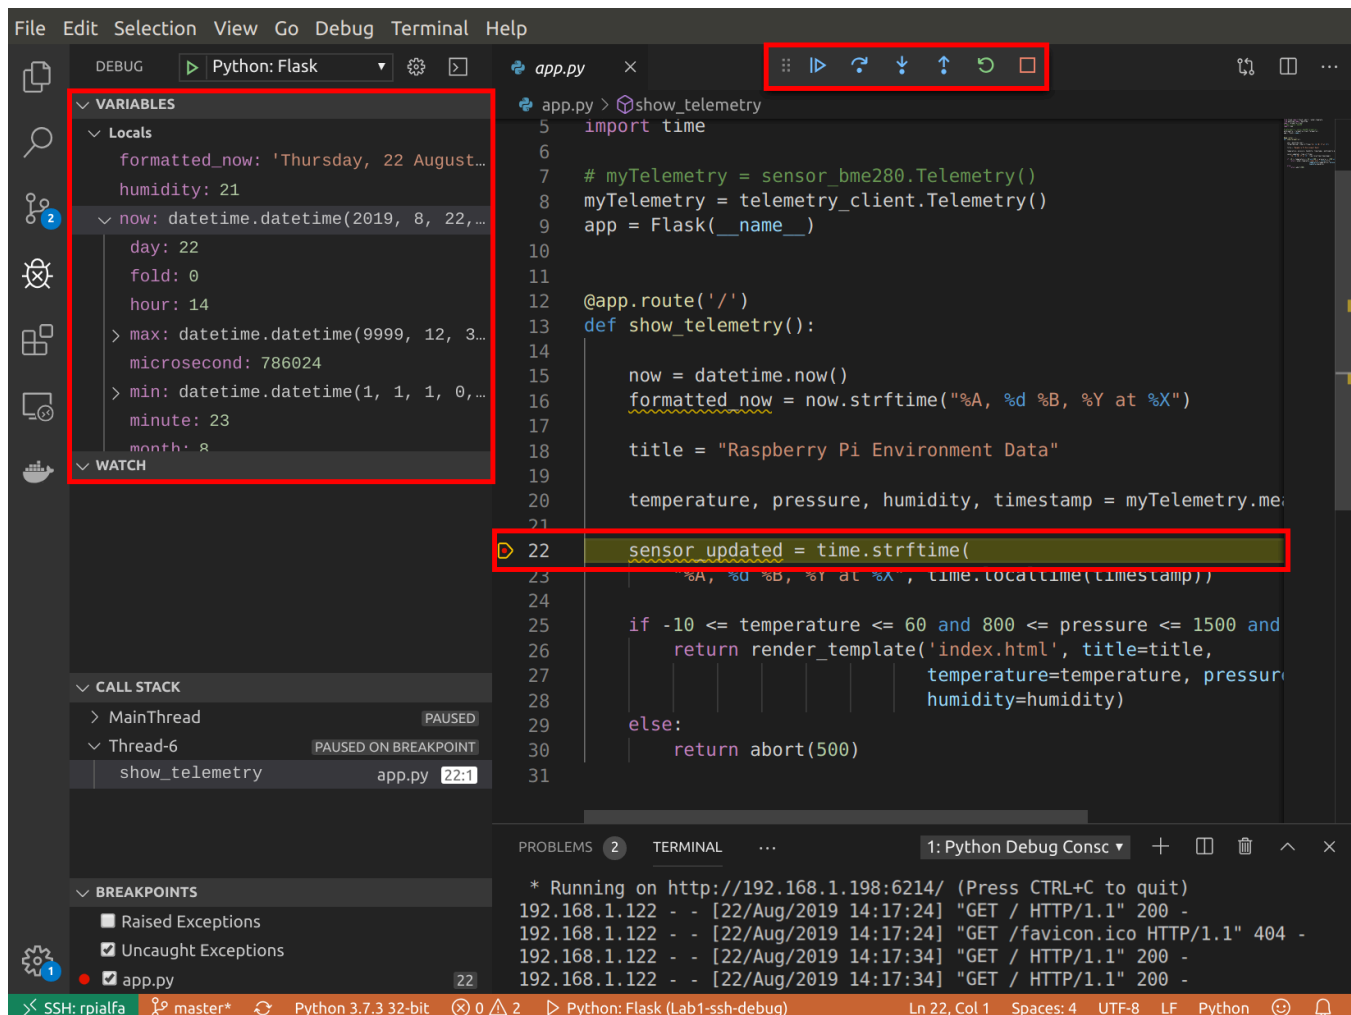 File Edit Selection View Go Debug Terminal Help
DEBUG Python: Flask
app.py
app.py > show_telemetry
VARIABLES
Locals
formatted_now: 'Thursday, 22 August…
humidity: 21
now: datetime.datetime(2019, 8, 22,…
day: 22
fold: 0
hour: 14
max: datetime.datetime(9999, 12, 3…
microsecond: 786024
min: datetime.datetime(1, 1, 1, 0,…
minute: 23
month: 8
WATCH
CALL STACK
MainThread PAUSED
Thread-6 PAUSED ON BREAKPOINT
show_telemetry app.py 22:1
BREAKPOINTS
Raised Exceptions
Uncaught Exceptions
app.py 22
5 import time
6
7 # myTelemetry = sensor_bme280.Telemetry()
8 myTelemetry = telemetry_client.Telemetry()
9 app = Flask(__name__)
10
11
12 @app.route('/')
13 def show_telemetry():
14
15 now = datetime.now()
16 formatted_now = now.strftime("%A, %d %B, %Y at %X")
17
18 title = "Raspberry Pi Environment Data"
19
20 temperature, pressure, humidity, timestamp = myTelemetry.mea
21
22 sensor_updated = time.strftime(
23 "%A, %d %B, %Y at %X", time.localtime(timestamp))
24
25 if -10 <= temperature <= 60 and 800 <= pressure <= 1500 and
26 return render_template('index.html', title=title,
27 temperature=temperature, pressure
28 humidity=humidity)
29 else:
30 return abort(500)
31
PROBLEMS 2 TERMINAL ··· 1: Python Debug Consc
* Running on http://192.168.1.198:6214/ (Press CTRL+C to quit)
192.168.1.122 - - [22/Aug/2019 14:17:24] "GET / HTTP/1.1" 200 -
192.168.1.122 - - [22/Aug/2019 14:17:24] "GET /favicon.ico HTTP/1.1" 404 -
192.168.1.122 - - [22/Aug/2019 14:17:34] "GET / HTTP/1.1" 200 -
192.168.1.122 - - [22/Aug/2019 14:17:34] "GET / HTTP/1.1" 200 -
2
1
SSH: rpialfa master* Python 3.7.3 32-bit 0 2 Python: Flask (Lab1-ssh-debug) Ln 22, Col 1 Spaces: 4 UTF-8 LF Python